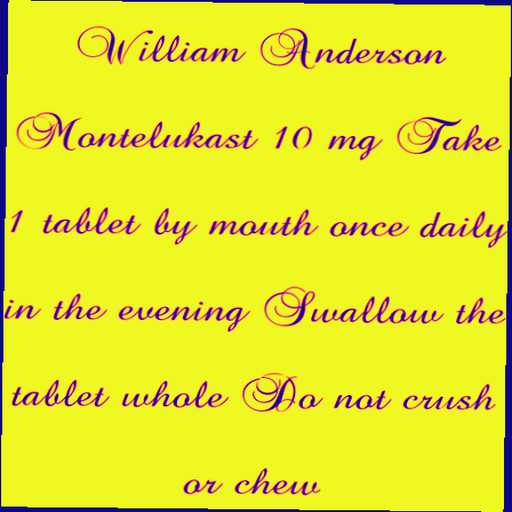 William Anderson
Montelukast 10 mg Take
1 tablet by mouth once daily
in the evening Swallow the
tablet whole Do not crush
or chew